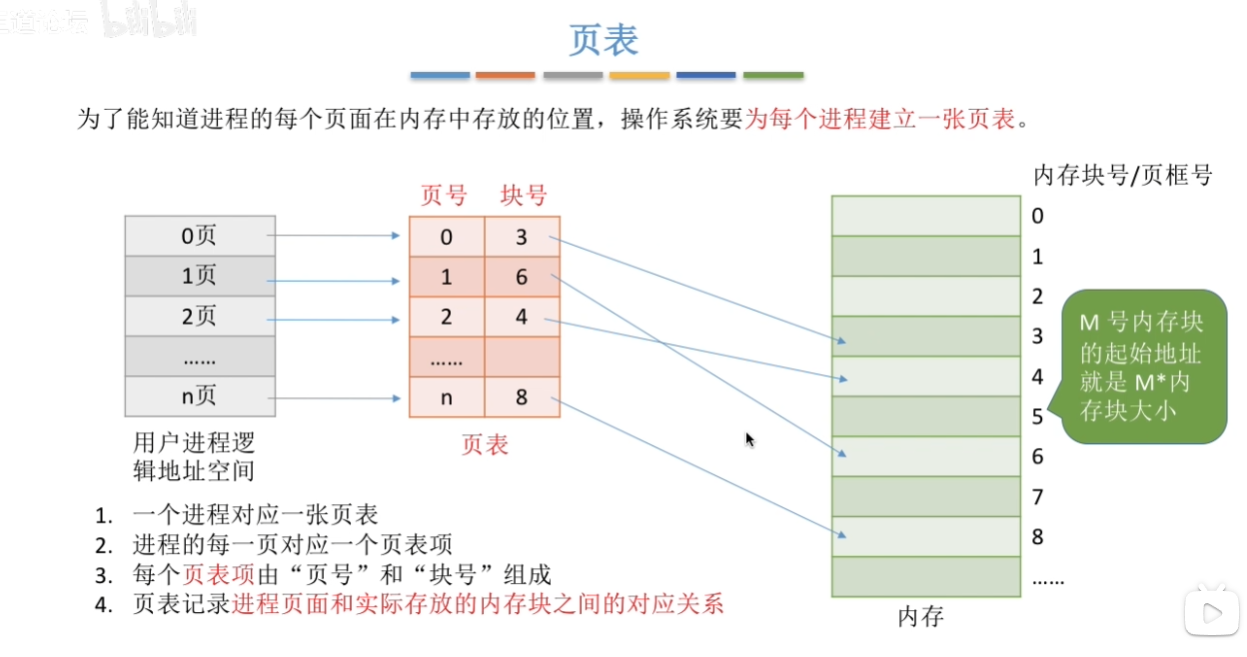 bilibili
页表
为了能知道进程的每个页面在内存中存放的位置，操作系统要为每个进程建立一张页表。
内存块号/页框号
页号 块号
0页 0 3 0
1页 1 6 1
2页 2 4 2
…… …… 3
n页 n 8 4
5
6
7
8
……
M 号内存块
的起始地址
就是 M*内
存块大小
用户进程逻
辑地址空间
页表
1. 一个进程对应一张页表
2. 进程的每一页对应一个页表项
3. 每个页表项由“页号”和“块号”组成
4. 页表记录进程页面和实际存放的内存块之间的对应关系
内存